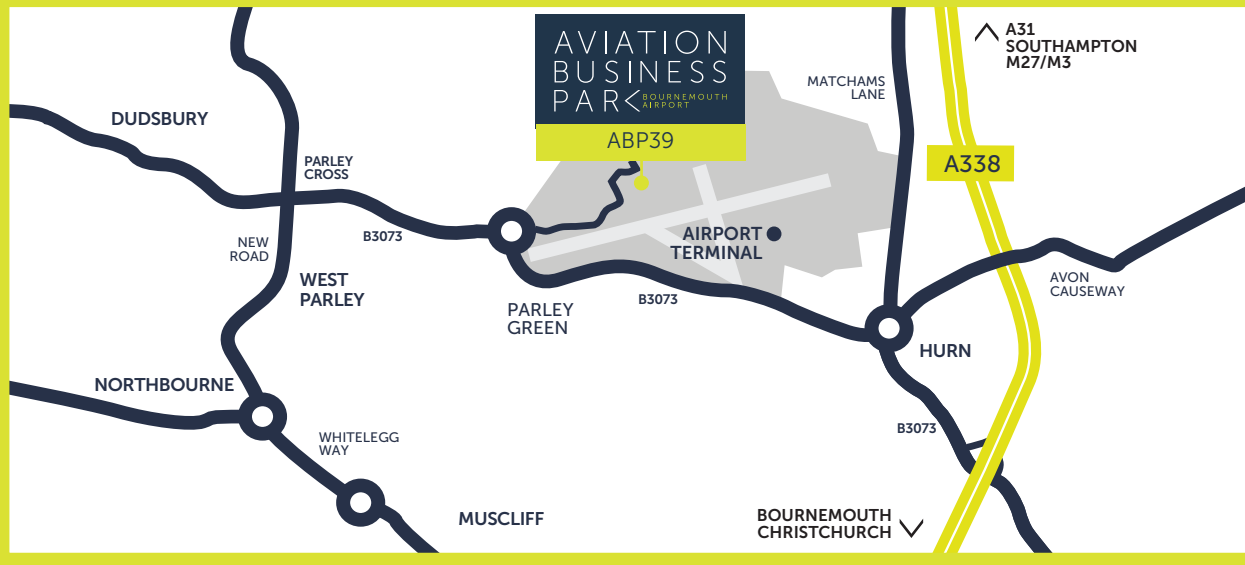 AVIATION
BUSINESS
PARK
BOURNEMOUTH
AIRPORT
ABP39
A31
SOUTHAMPTON
M27/M3
MATCHAMS
LANE
DUDSBURY
A338
PARLEY
CROSS
B3073
NEW
ROAD
AIRPORT
TERMINAL
WEST
PARLEY
AVON
CAUSEWAY
B3073
PARLEY
GREEN
HURN
NORTHBOURNE
B3073
WHITELEGG
WAY
MUSCLIFF
BOURNEMOUTH
CHRISTCHURCH